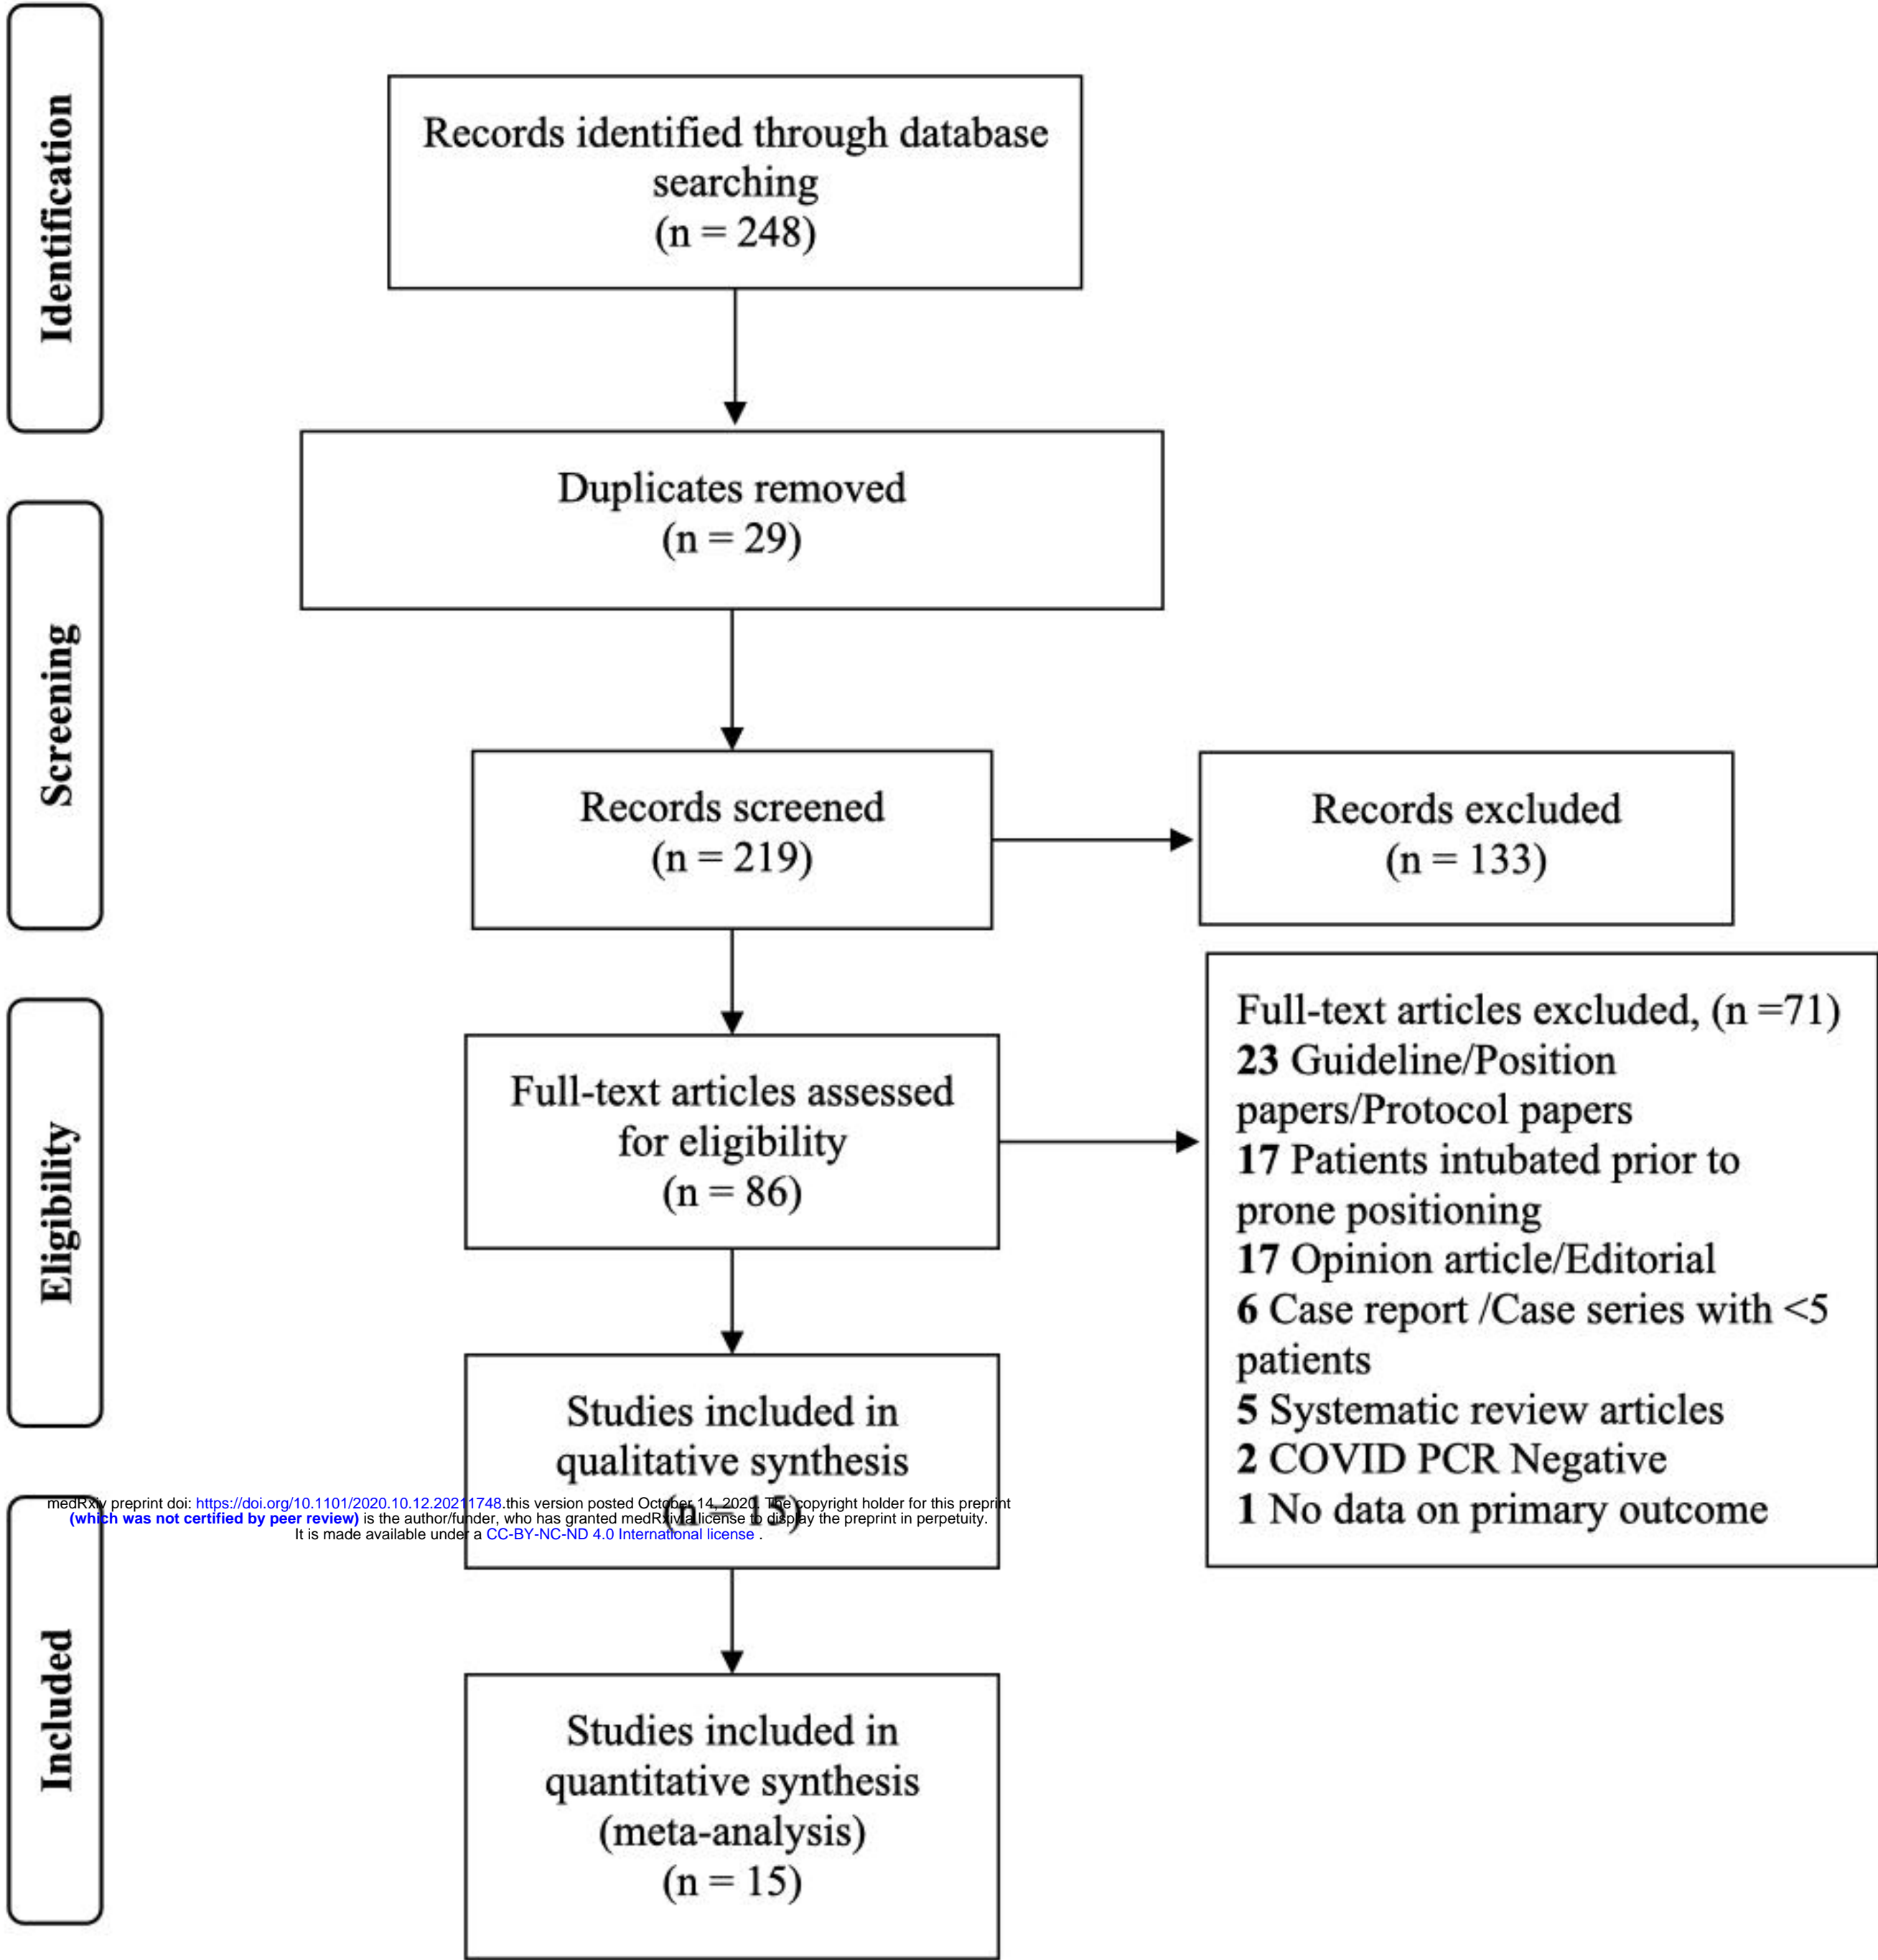 Identification
Records identified through database
searching
(n = 248)
Duplicates removed
(n = 29)
Screening
Records screened
(n = 219)
Records excluded
(n = 133)
Eligibility
Full-text articles assessed
for eligibility
(n = 86)
Full-text articles excluded, (n =71)
23 Guideline/Position
papers/Protocol papers
17 Patients intubated prior to
prone positioning
17 Opinion article/Editorial
6 Case report /Case series with <5
patients
5 Systematic review articles
2 COVID PCR Negative
1 No data on primary outcome
Studies included in
qualitative synthesis
(n = 15)
medRxiv preprint doi: https://doi.org/10.1101/2020.10.12.20211748.this version posted October 14, 2020. The copyright holder for this preprint
(which was not certified by peer review) is the author/funder, who has granted medRxiv a license to display the preprint in perpetuity.
It is made available under a CC-BY-NC-ND 4.0 International license .
Included
Studies included in
quantitative synthesis
(meta-analysis)
(n = 15)